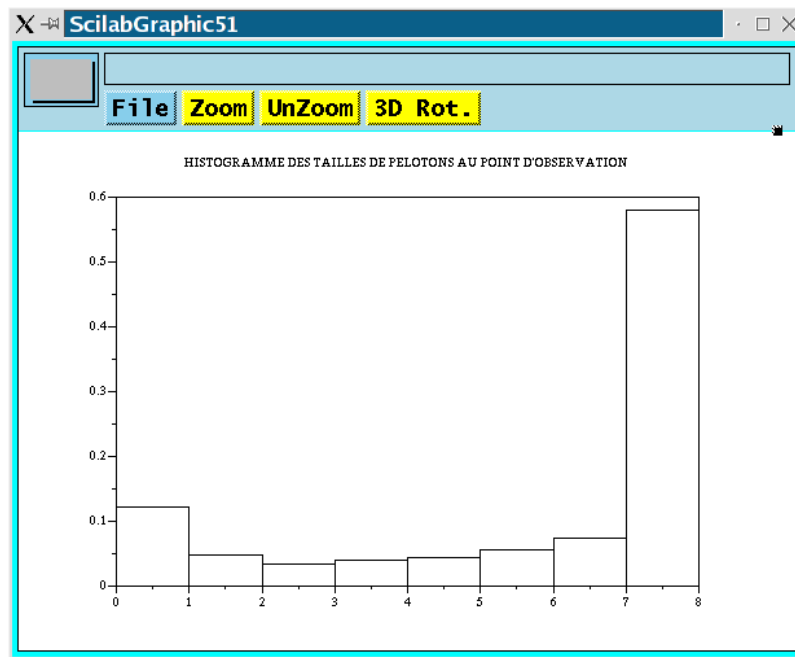 ScilabGraphic51
File Zoom UnZoom 3D Rot.
HISTOGRAMME DES TAILLES DE PELOTONS AU POINT D'OBSERVATION
0.6
0.5
0.4
0.3
0.2
0.1
0
0 1 2 3 4 5 6 7 8